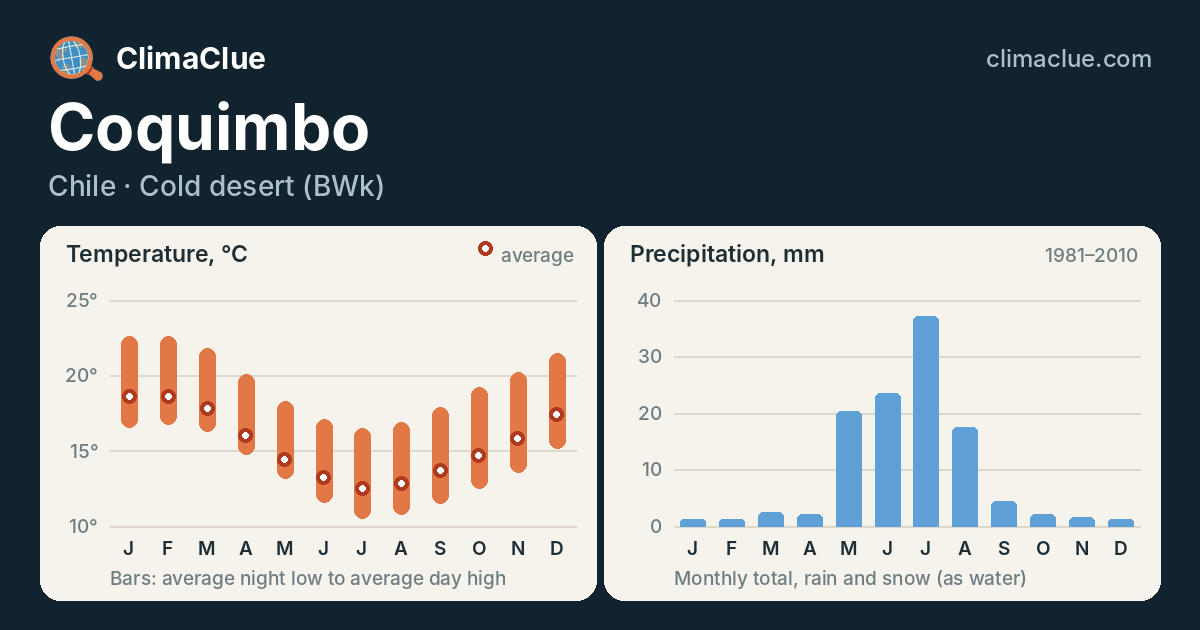 ClimaClue
climaclue.com
Coquimbo
Chile · Cold desert (BWk)
Temperature, °C
average
25°
20°
15°
10°
J F M A M J J A S O N D
Bars: average night low to average day high
Precipitation, mm
1981–2010
40
30
20
10
0
J F M A M J J A S O N D
Monthly total, rain and snow (as water)